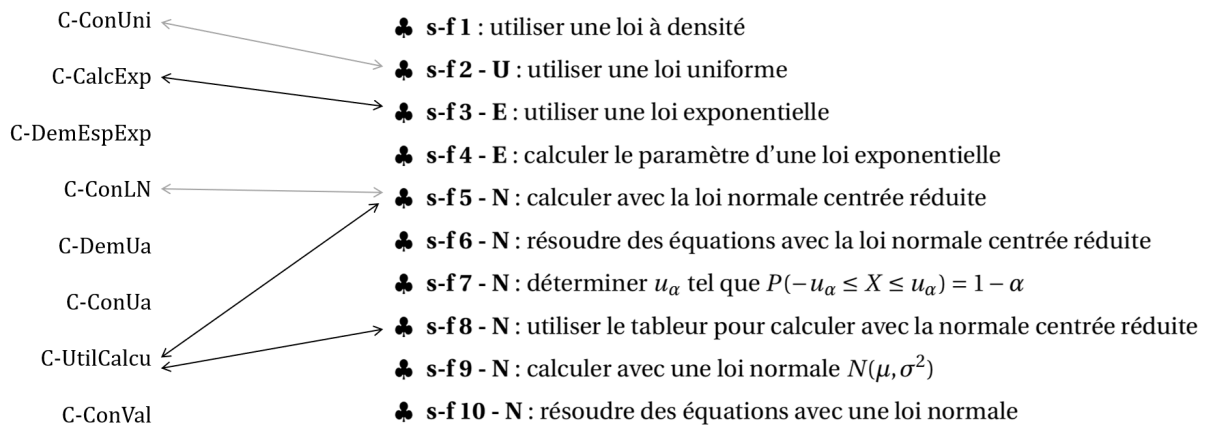 C-ConUni
C-CalcExp
C-DemEspExp
C-ConLN
C-DemUa
C-ConUa
C-UtilCalcu
C-ConVal
♣ s-f 1 : utiliser une loi à densité
♣ s-f 2 - U : utiliser une loi uniforme
♣ s-f 3 - E : utiliser une loi exponentielle
♣ s-f 4 - E : calculer le paramètre d'une loi exponentielle
♣ s-f 5 - N : calculer avec la loi normale centrée réduite
♣ s-f 6 - N : résoudre des équations avec la loi normale centrée réduite
♣ s-f 7 - N : déterminer uα tel que P(−uα ≤ X ≤ uα) = 1 − α
♣ s-f 8 - N : utiliser le tableur pour calculer avec la normale centrée réduite
♣ s-f 9 - N : calculer avec une loi normale N(μ, σ²)
♣ s-f 10 - N : résoudre des équations avec une loi normale